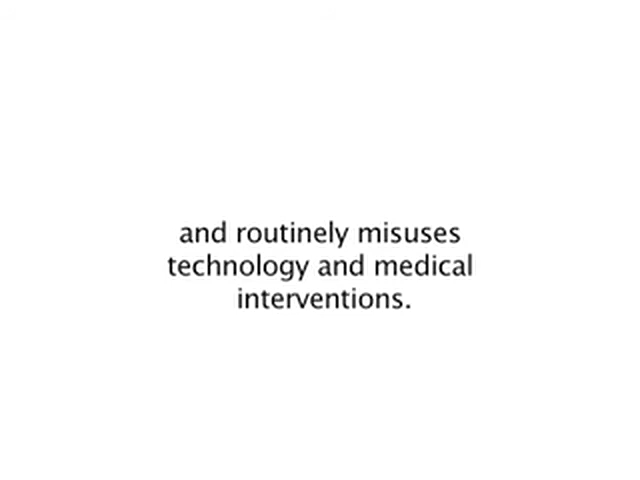 and routinely misuses
technology and medical
interventions.